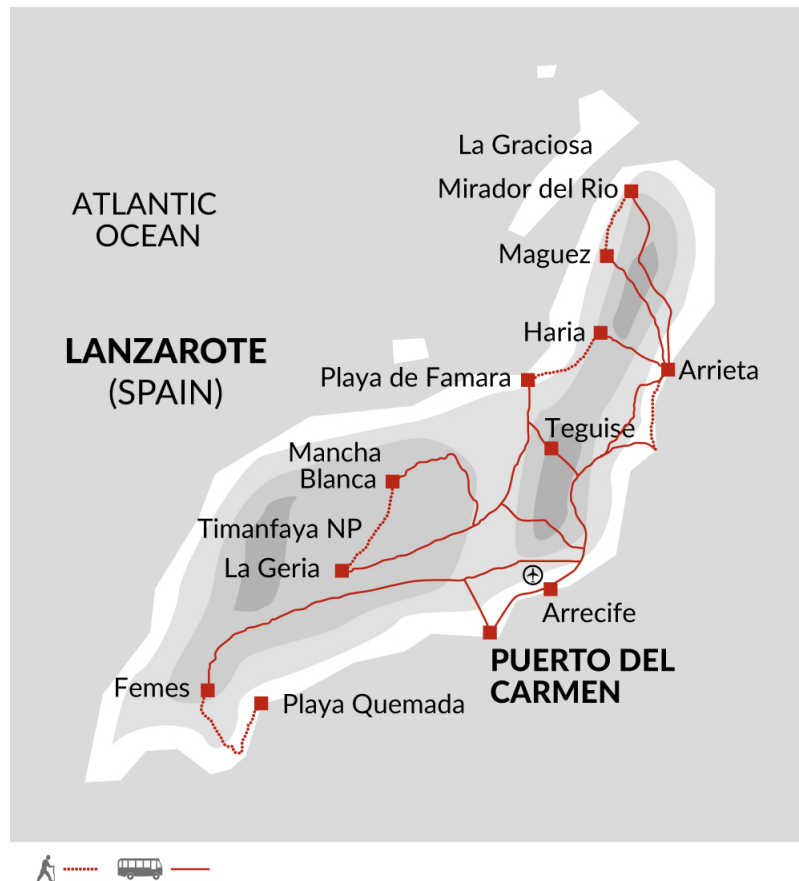 La Graciosa
Mirador del Rio
ATLANTIC
OCEAN
Maguez
Haria
LANZAROTE
(SPAIN)
Playa de Famara
Arrieta
Teguise
Mancha
Blanca
Timanfaya NP
La Geria
Arrecife
PUERTO DEL
CARMEN
Femes
Playa Quemada